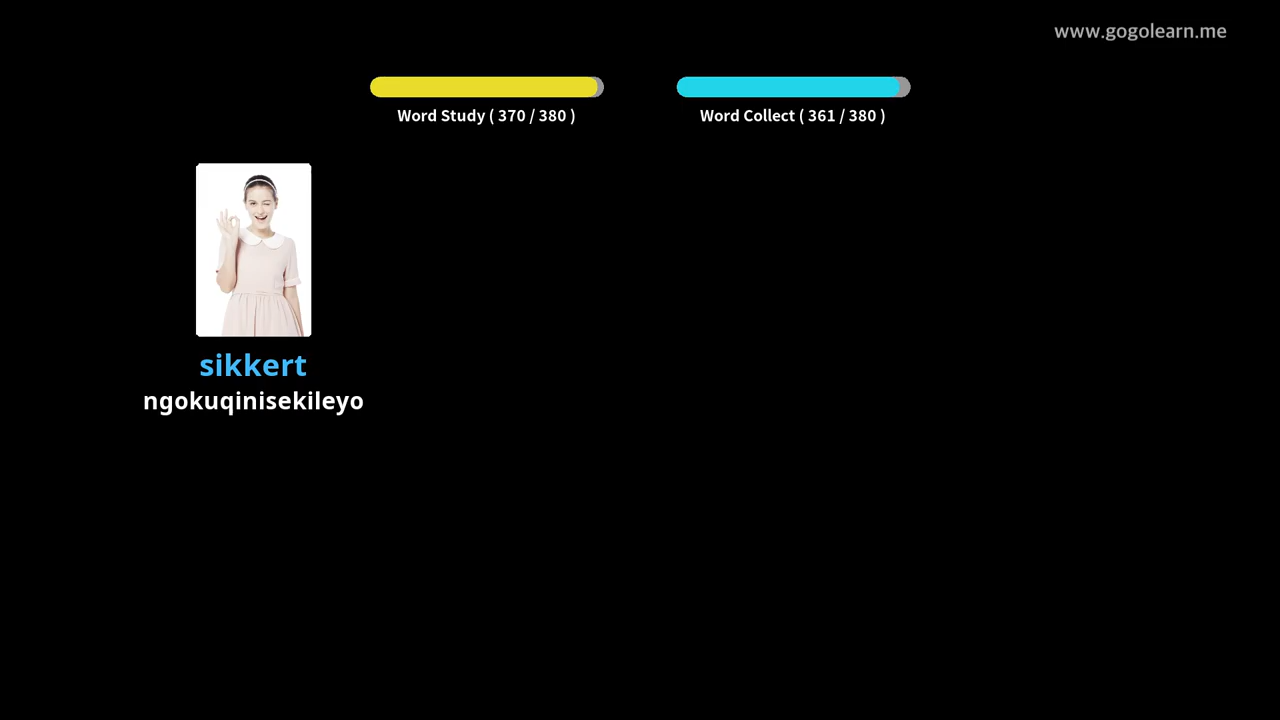 www.gogolearn.me
Word Study ( 370 / 380 )
Word Collect ( 361 / 380 )
sikkert
ngokuqinisekileyo